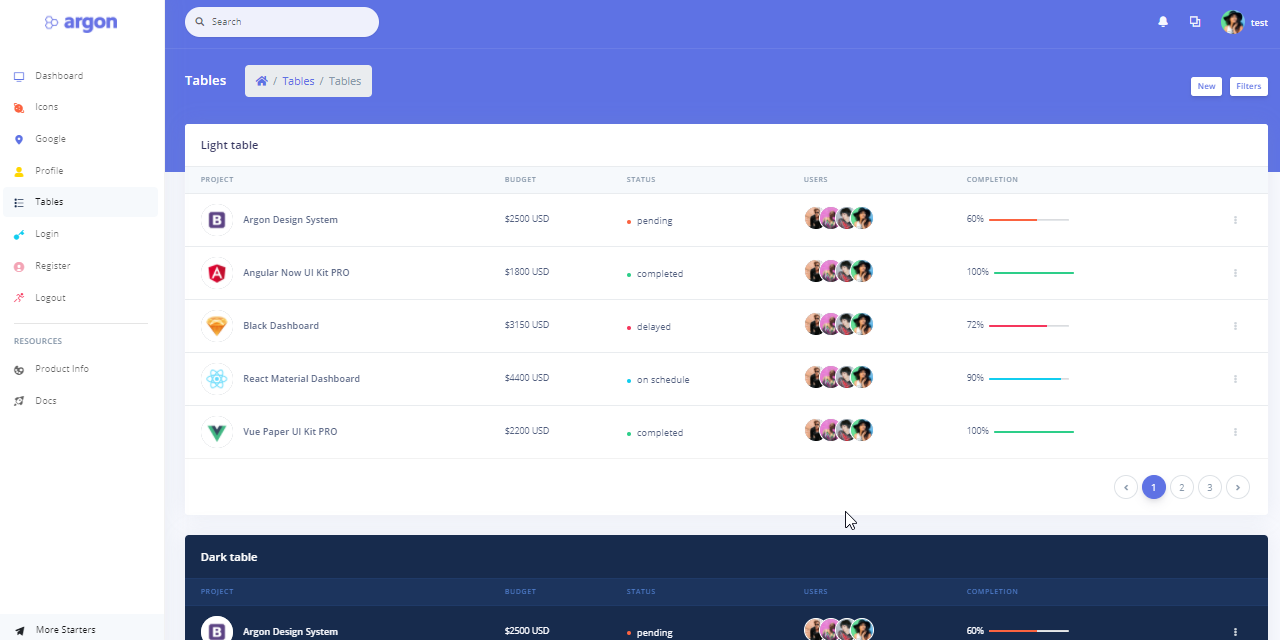 argon
Search
test
Dashboard
Icons
Google
Profile
Tables
Login
Register
Logout
RESOURCES
Product Info
Docs
More Starters
Tables
/ Tables / Tables
New
Filters
Light table
PROJECT BUDGET STATUS USERS COMPLETION
Argon Design System $2500 USD pending 60%
Angular Now UI Kit PRO $1800 USD completed 100%
Black Dashboard $3150 USD delayed 72%
React Material Dashboard $4400 USD on schedule 90%
Vue Paper UI Kit PRO $2200 USD completed 100%
1 2 3
Dark table
PROJECT BUDGET STATUS USERS COMPLETION
Argon Design System $2500 USD pending 60%